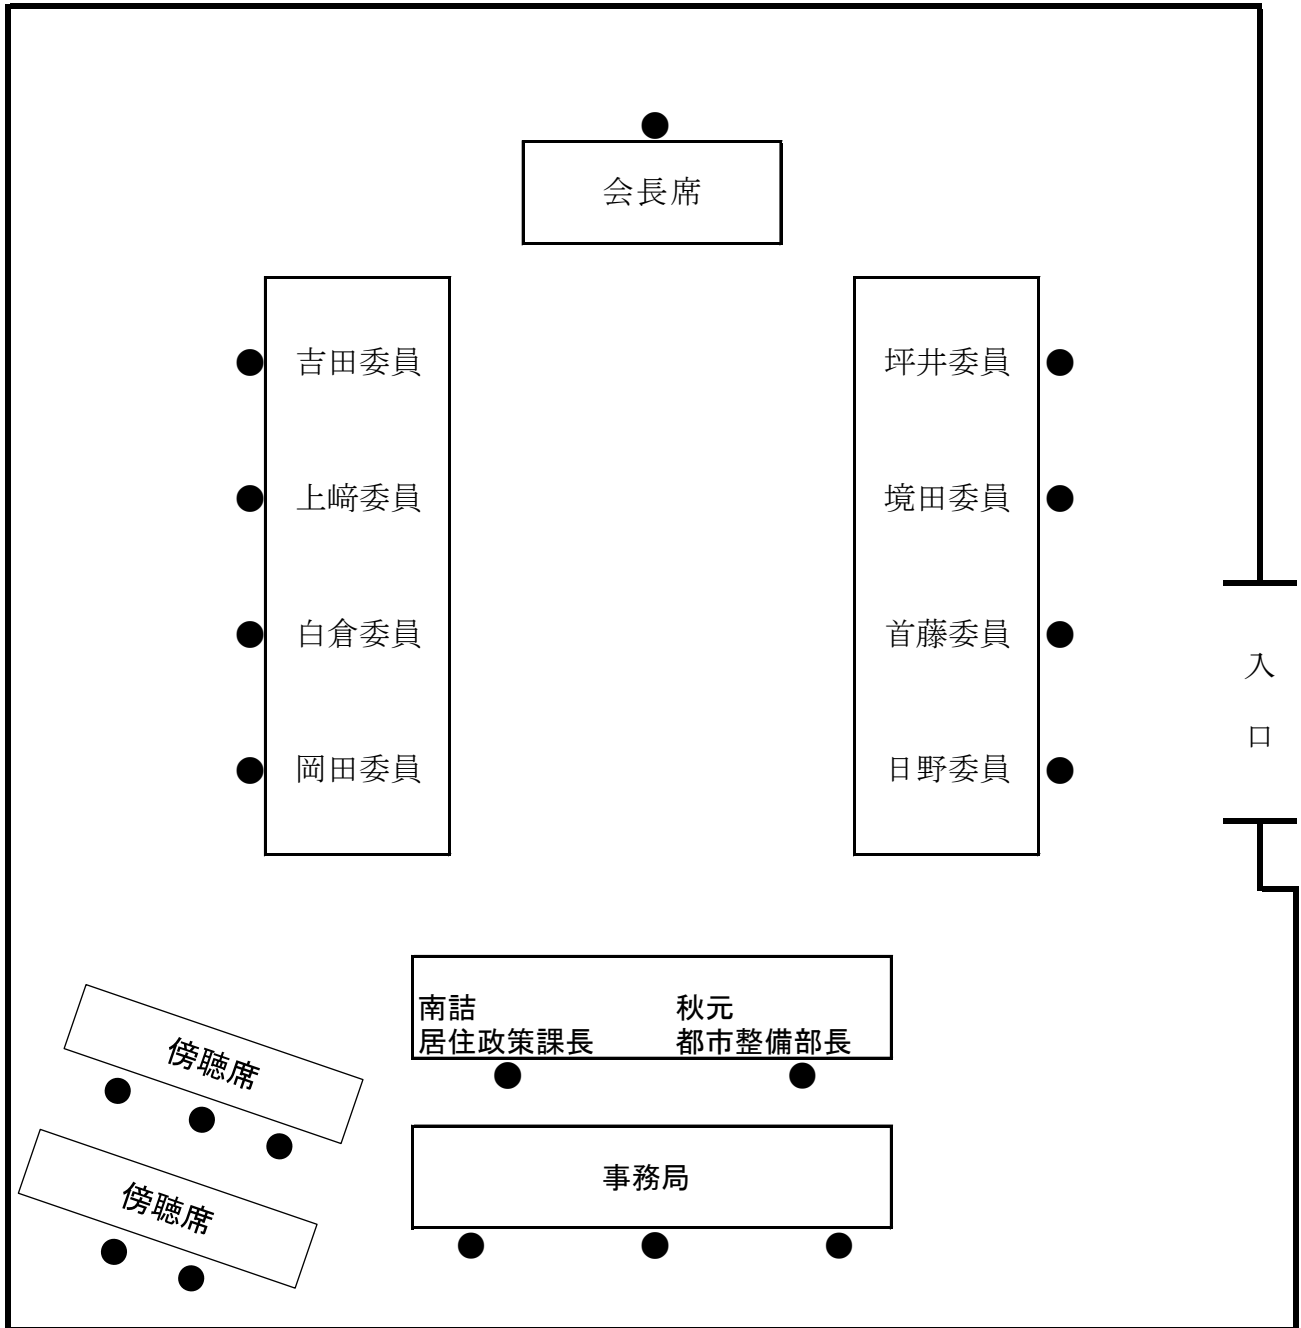 会長席
吉田委員
坪井委員
上﨑委員
境田委員
白倉委員
首藤委員
岡田委員
日野委員
入口
南詰
居住政策課長
秋元
都市整備部長
傍聴席
傍聴席
事務局